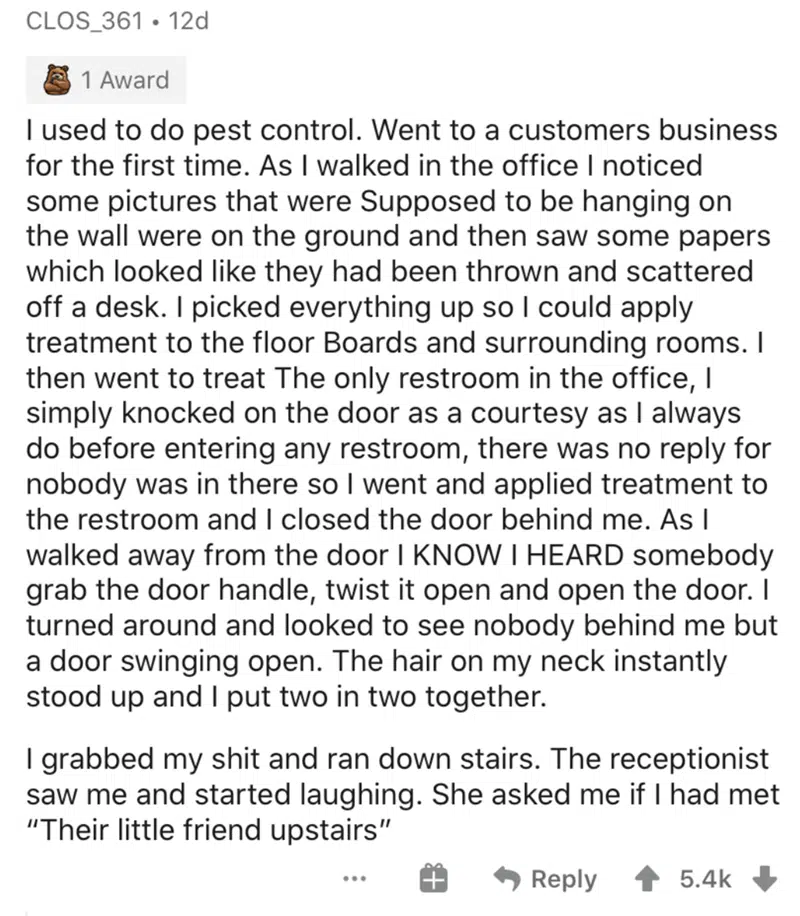 CLOS_361 • 12d
1 Award
I used to do pest control. Went to a customers business
for the first time. As I walked in the office I noticed
some pictures that were Supposed to be hanging on
the wall were on the ground and then saw some papers
which looked like they had been thrown and scattered
off a desk. I picked everything up so I could apply
treatment to the floor Boards and surrounding rooms. I
then went to treat The only restroom in the office, I
simply knocked on the door as a courtesy as I always
do before entering any restroom, there was no reply for
nobody was in there so I went and applied treatment to
the restroom and I closed the door behind me. As I
walked away from the door I KNOW I HEARD somebody
grab the door handle, twist it open and open the door. I
turned around and looked to see nobody behind me but
a door swinging open. The hair on my neck instantly
stood up and I put two in two together.
I grabbed my shit and ran down stairs. The receptionist
saw me and started laughing. She asked me if I had met
“Their little friend upstairs”
... Reply 5.4k